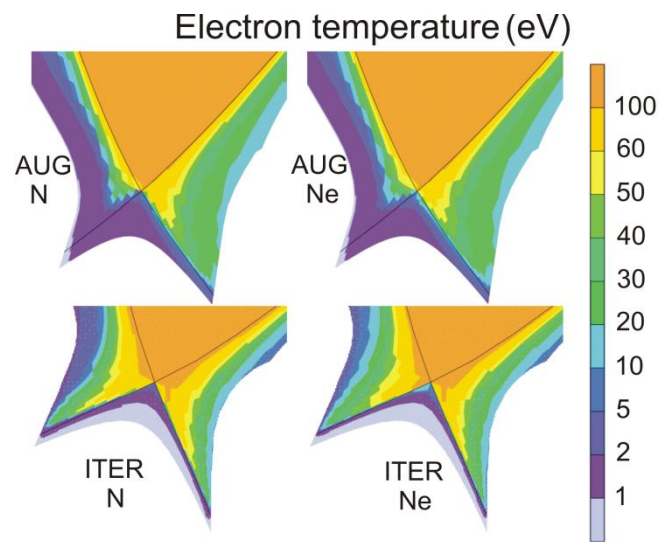 Electron temperature (eV)
AUG
N
AUG
Ne
ITER
N
ITER
Ne
100
60
50
40
30
20
10
5
2
1